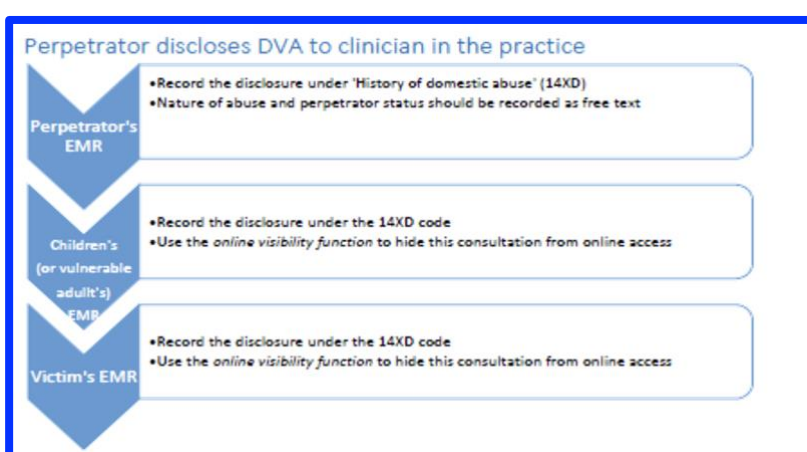 Perpetrator discloses DVA to clinician in the practice
•Record the disclosure under 'History of domestic abuse' (14XD)
•Nature of abuse and perpetrator status should be recorded as free text
Perpetrator's
EMR
•Record the disclosure under the 14XD code
•Use the online visibility function to hide this consultation from online access
Children's
(or vulnerable
adullt's)
EMR
•Record the disclosure under the 14XD code
•Use the online visibility function to hide this consultation from online access
Victim's EMR